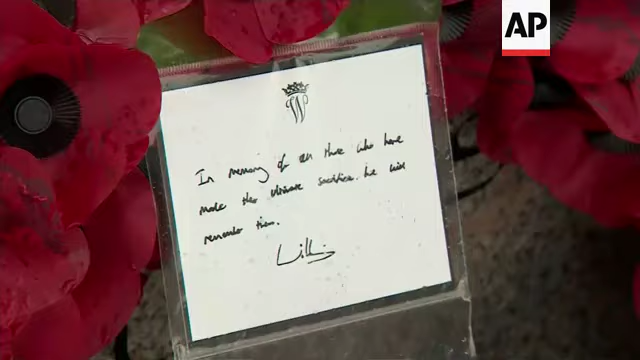 AP
W
In memory of all those who have
made the ultimate sacrifice. We will
remember them.
William